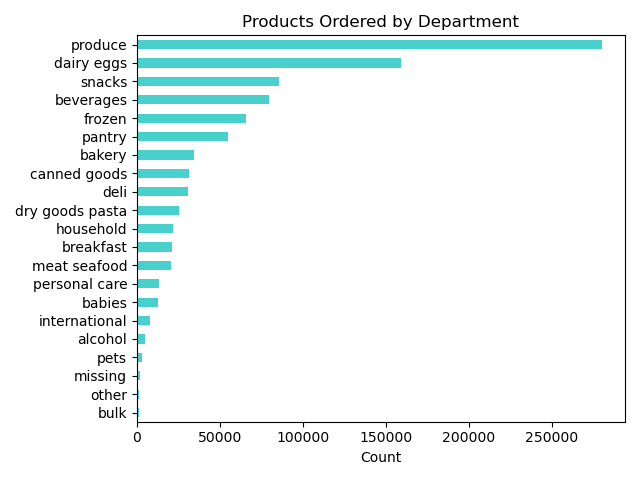 Products Ordered by Department
produce
dairy eggs
snacks
beverages
frozen
pantry
bakery
canned goods
deli
dry goods pasta
household
breakfast
meat seafood
personal care
babies
international
alcohol
pets
missing
other
bulk
0 50000 100000 150000 200000 250000
Count